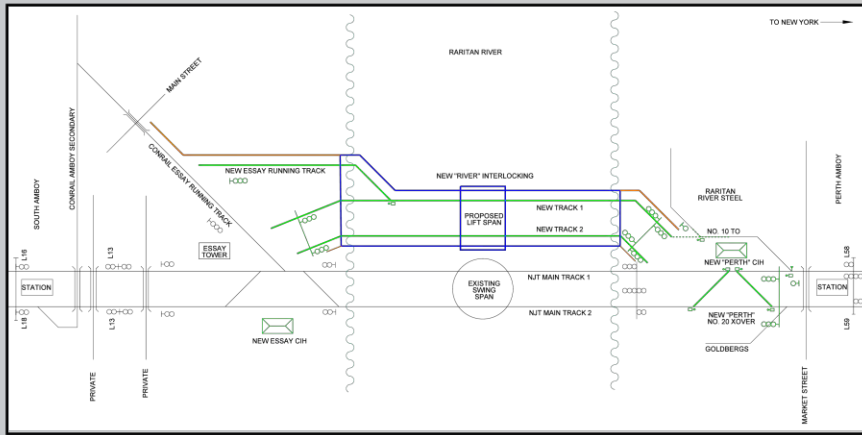 TO NEW YORK
RARITAN RIVER
MAIN STREET
CONRAIL AMBOY SECONDARY
SOUTH AMBOY
PERTH AMBOY
CONRAIL ESSAY RUNNING TRACK
NEW ESSAY RUNNING TRACK
NEW "RIVER" INTERLOCKING
RARITAN
RIVER STEEL
NEW TRACK 1
PROPOSED
LIFT SPAN
NEW TRACK 2
NO. 10 TO
ESSAY
TOWER
L16
L13
NEW "PERTH" CIH
L58
NJT MAIN TRACK 1
STATION
EXISTING
SWING
SPAN
STATION
NJT MAIN TRACK 2
L18
L13
NEW "PERTH"
NO. 20 XOVER
L59
NEW ESSAY CIH
GOLDBERGS
PRIVATE
PRIVATE
MARKET STREET